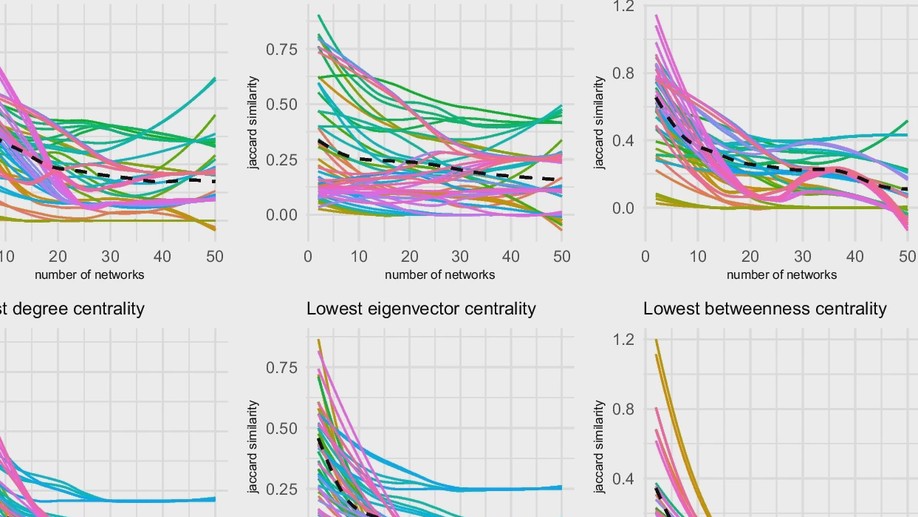 0.75
0.50
0.25
0.00
jaccard similarity
1.2
0.8
0.4
0.0
jaccard similarity
10 20 30 40 50
0 10 20 30 40 50
0 10 20 30 40 50
number of networks
number of networks
number of networks
st degree centrality
Lowest eigenvector centrality
Lowest betweenness centrality
0.75
0.50
0.25
jaccard similarity
1.2
0.8
0.4
jaccard similarity